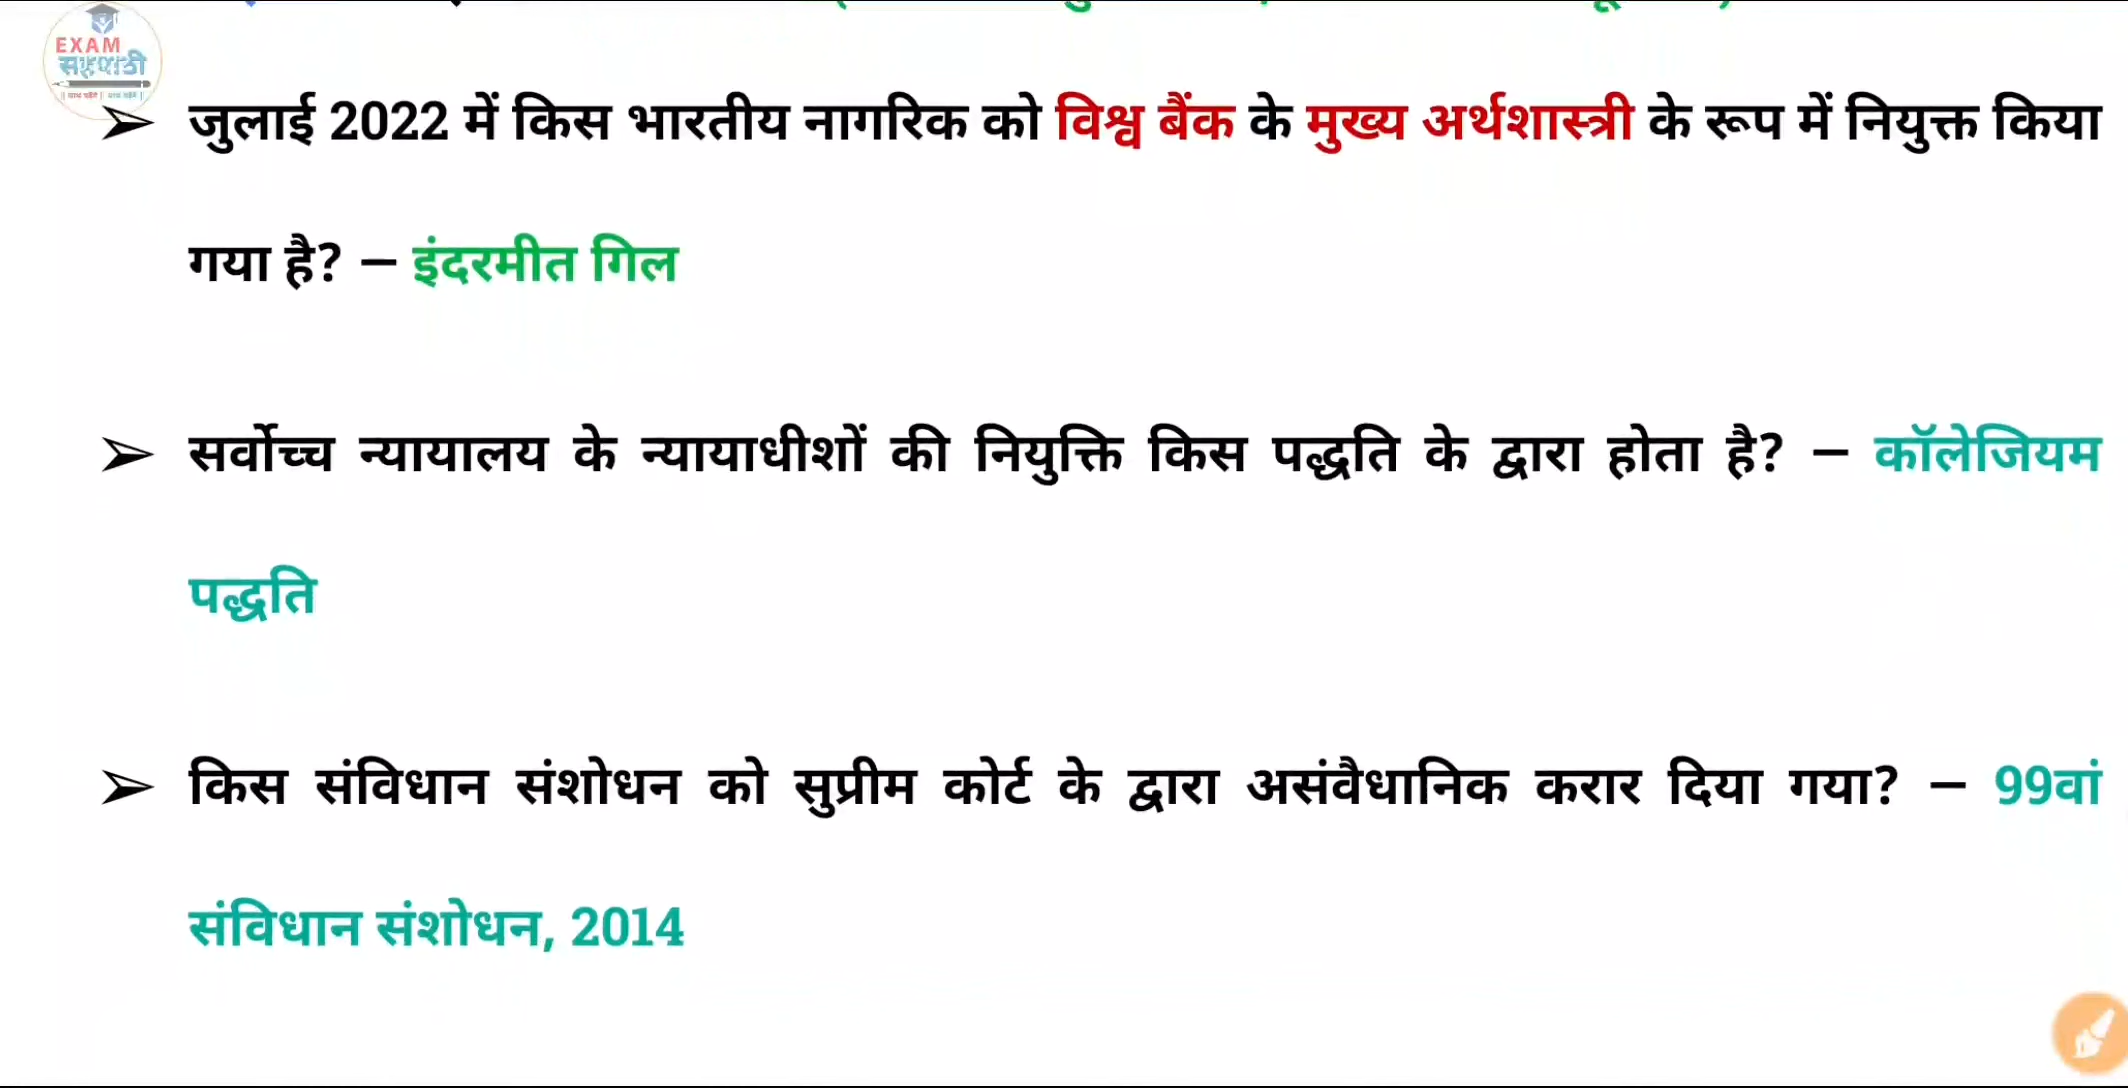 EXAM
सहपाठी
➢ जुलाई 2022 में किस भारतीय नागरिक को विश्व बैंक के मुख्य अर्थशास्त्री के रूप में नियुक्त किया
गया है? – इंदरमीत गिल
➢ सर्वोच्च न्यायालय के न्यायाधीशों की नियुक्ति किस पद्धति के द्वारा होता है? – कॉलेजियम
पद्धति
➢ किस संविधान संशोधन को सुप्रीम कोर्ट के द्वारा असंवैधानिक करार दिया गया? – 99वां
संविधान संशोधन, 2014